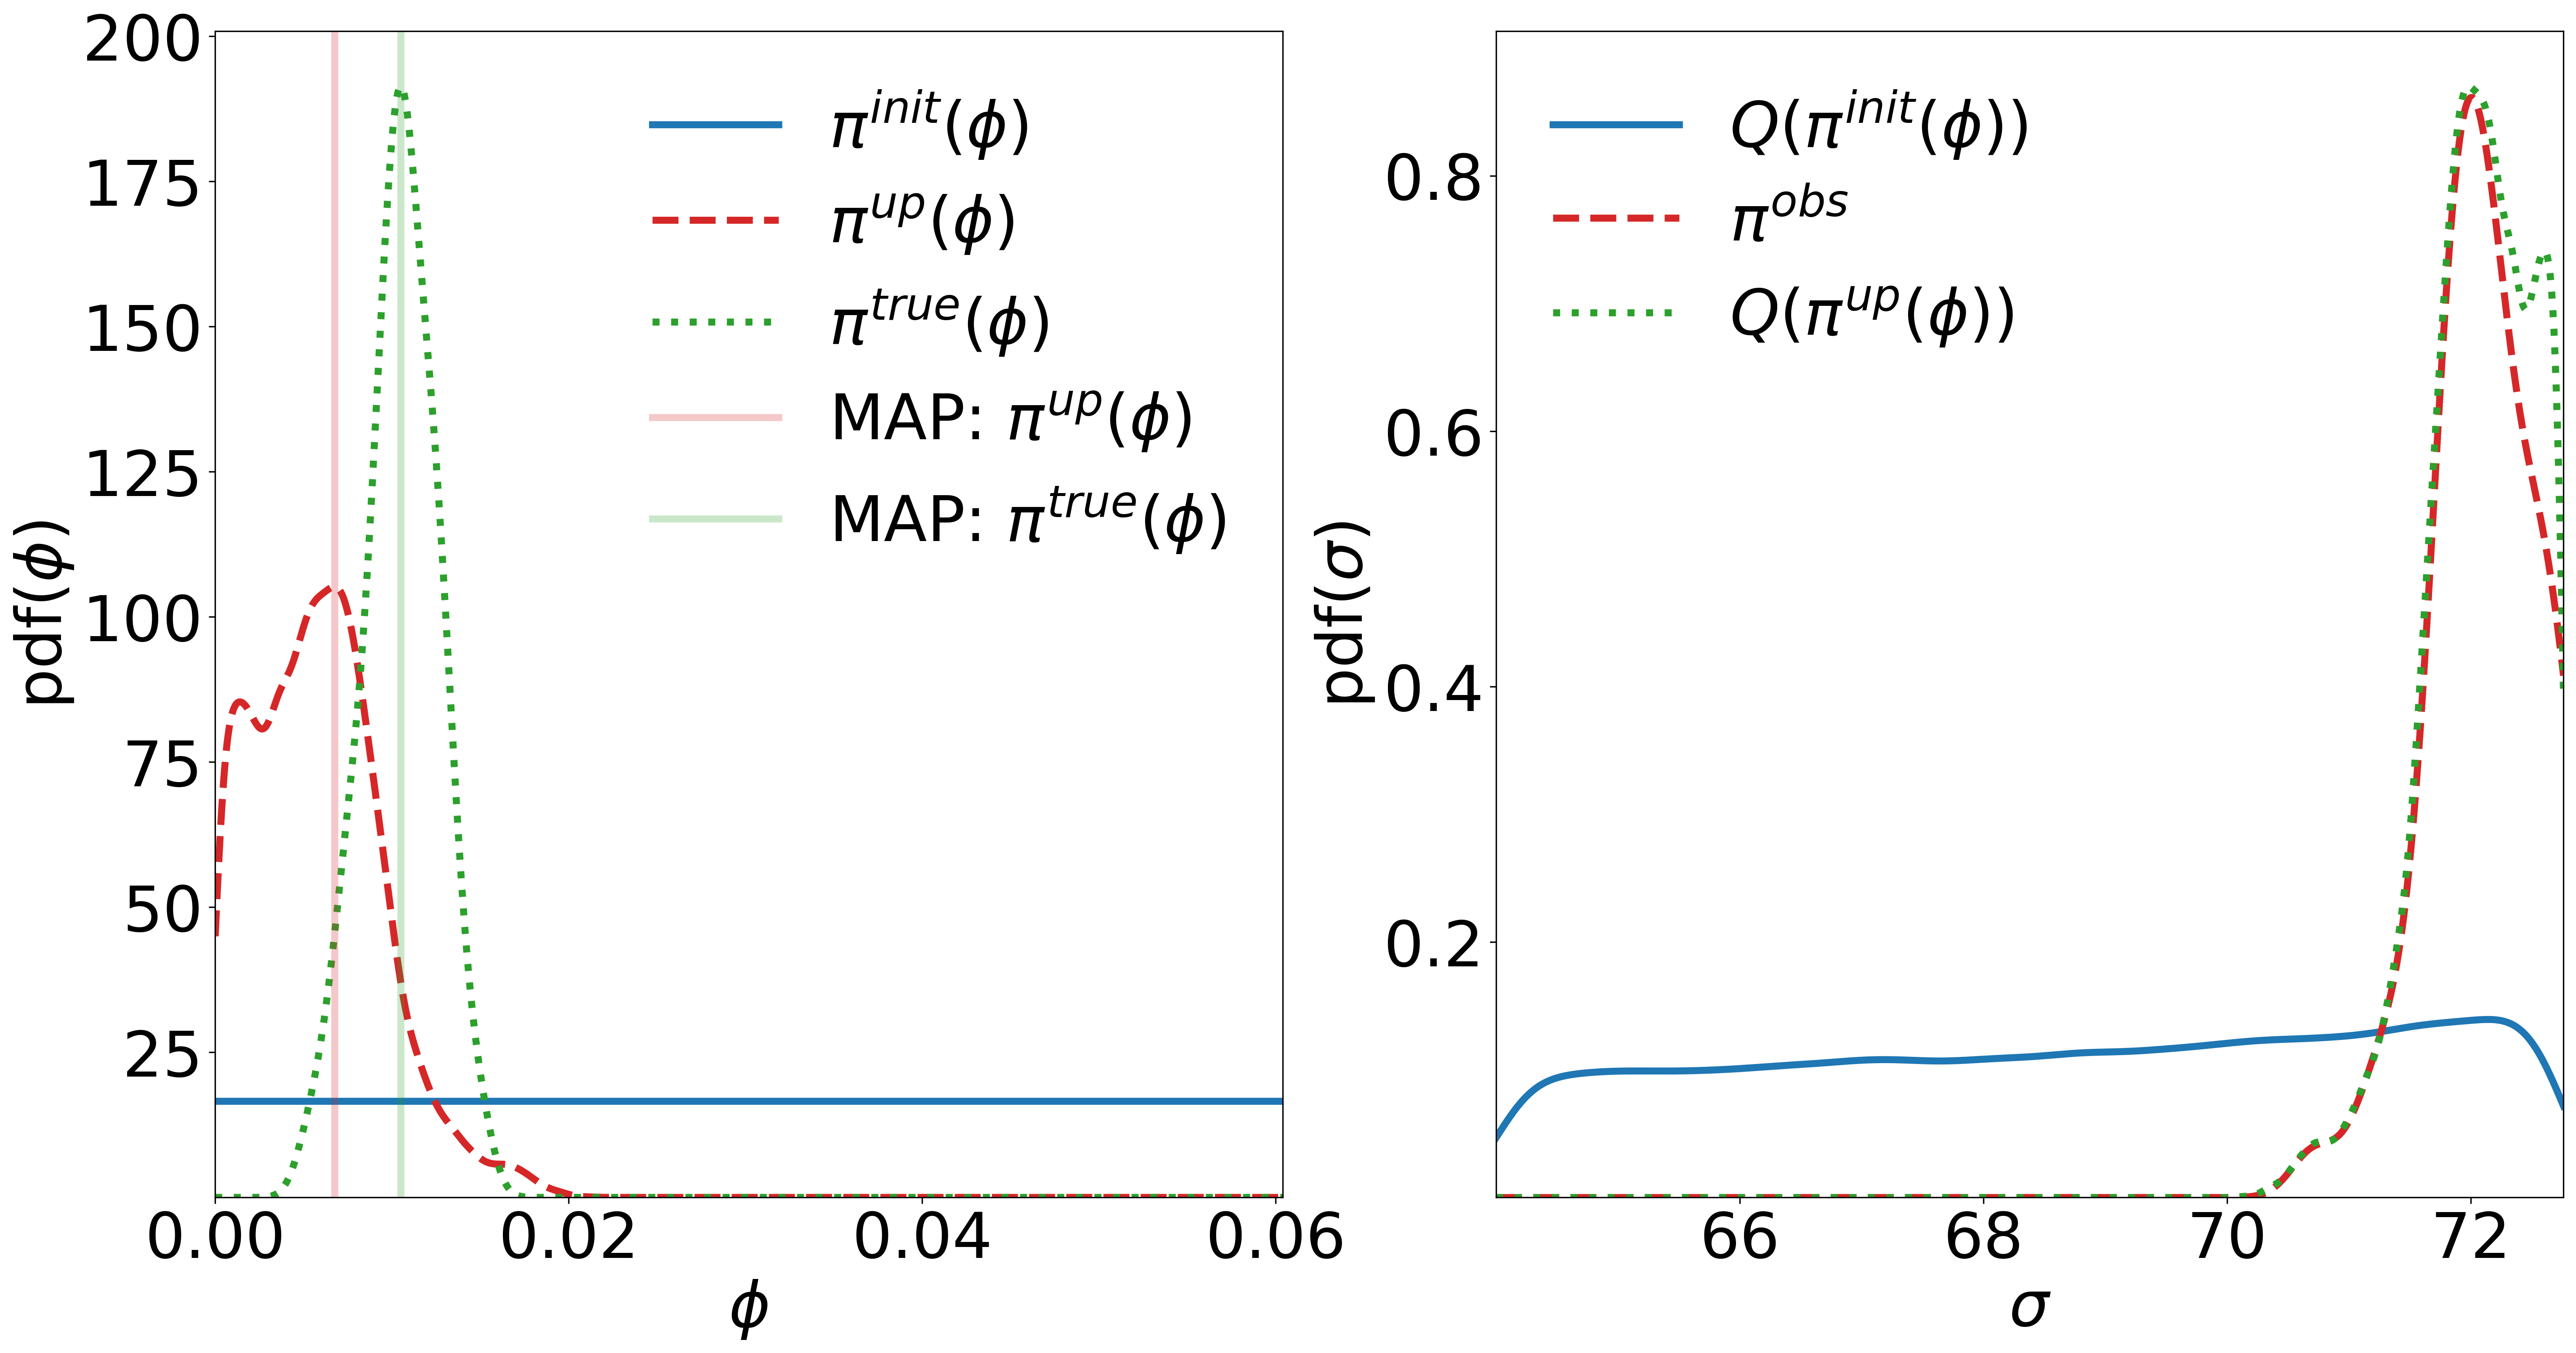 200
175
150
125
100
75
50
25
pdf(ϕ)
0.00 0.02 0.04 0.06
ϕ
π^{init}(ϕ)
π^{up}(ϕ)
π^{true}(ϕ)
MAP: π^{up}(ϕ)
MAP: π^{true}(ϕ)
0.8
0.6
0.4
0.2
pdf(σ)
66 68 70 72
σ
Q(π^{init}(ϕ))
π^{obs}
Q(π^{up}(ϕ))